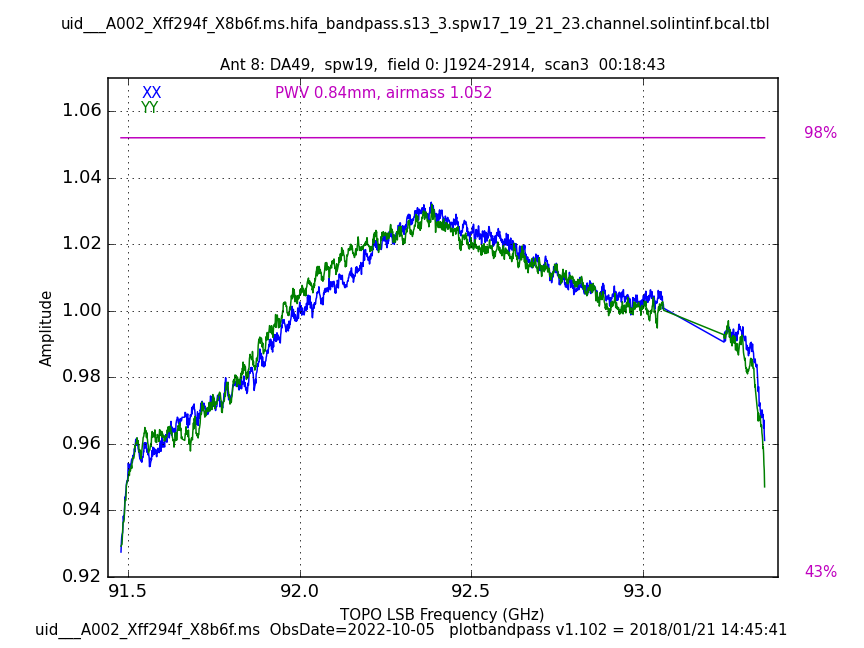 uid___A002_Xff294f_X8b6f.ms.hifa_bandpass.s13_3.spw17_19_21_23.channel.solintinf.bcal.tbl
Ant 8: DA49,  spw19,  field 0: J1924-2914,  scan3  00:18:43
XX
PWV 0.84mm, airmass 1.052
YY
1.06
98%
1.04
1.02
1.00
Amplitude
0.98
0.96
0.94
0.92
43%
91.5 92.0 92.5 93.0
TOPO LSB Frequency (GHz)
uid___A002_Xff294f_X8b6f.ms  ObsDate=2022-10-05   plotbandpass v1.102 = 2018/01/21 14:45:41